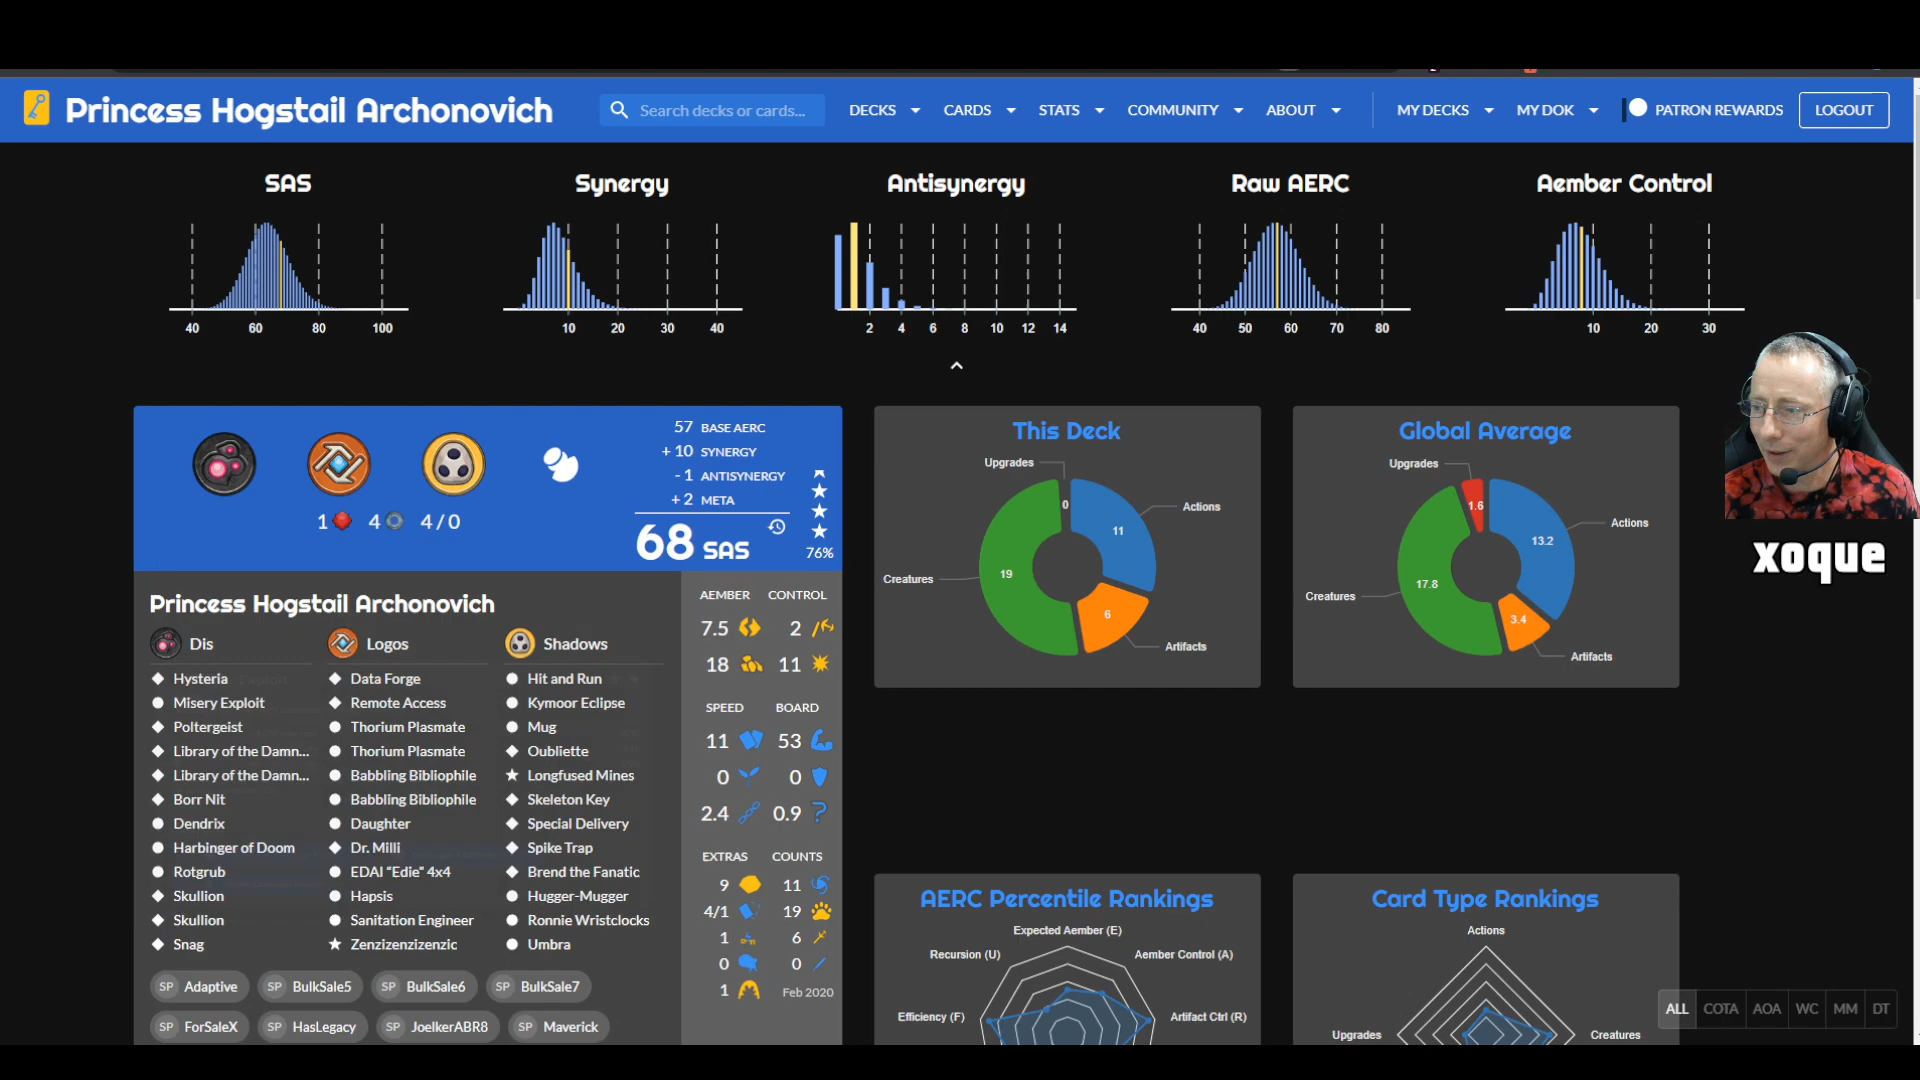 Princess Hogstail Archonovich
Search decks or cards...
DECKS
CARDS
STATS
COMMUNITY
ABOUT
MY DECKS
MY DOK
PATRON REWARDS
LOGOUT
SAS
40 60 80 100
Synergy
10 20 30 40
Antisynergy
2 4 6 8 10 12 14
Raw AERC
40 50 60 70 80
Aember Control
10 20 30
xoque
1 4 4 / 0
57 BASE AERC
+ 10 SYNERGY
- 1 ANTISYNERGY
+ 2 META
68 SAS
76%
Princess Hogstail Archonovich
Dis
Hysteria
Misery Exploit
Poltergeist
Library of the Damn...
Library of the Damn...
Borr Nit
Dendrix
Harbinger of Doom
Rotgrub
Skullion
Skullion
Snag
Logos
Data Forge
Remote Access
Thorium Plasmate
Thorium Plasmate
Babbling Bibliophile
Babbling Bibliophile
Daughter
Dr. Milli
EDAI "Edie" 4x4
Hapsis
Sanitation Engineer
Zenzizenzizenzic
Shadows
Hit and Run
Kymoor Eclipse
Mug
Oubliette
Longfused Mines
Skeleton Key
Special Delivery
Spike Trap
Brend the Fanatic
Hugger-Mugger
Ronnie Wristclocks
Umbra
SP Adaptive
SP BulkSale5
SP BulkSale6
SP BulkSale7
SP ForSaleX
SP HasLegacy
SP JoelkerABR8
SP Maverick
AEMBER CONTROL
7.5 2
18 11
SPEED BOARD
11 53
0 0
2.4 0.9 ?
EXTRAS COUNTS
9 11
4/1 19
1 6
0 0
1 Feb 2020
This Deck
Upgrades
0
Actions
11
Creatures
19
6
Artifacts
Global Average
Upgrades
1.6
Actions
13.2
Creatures
17.8
3.4
Artifacts
AERC Percentile Rankings
Expected Aember (E)
Recursion (U)
Aember Control (A)
Efficiency (F)
Artifact Ctrl (R)
Card Type Rankings
Actions
Upgrades
Creatures
ALL COTA AOA WC MM DT